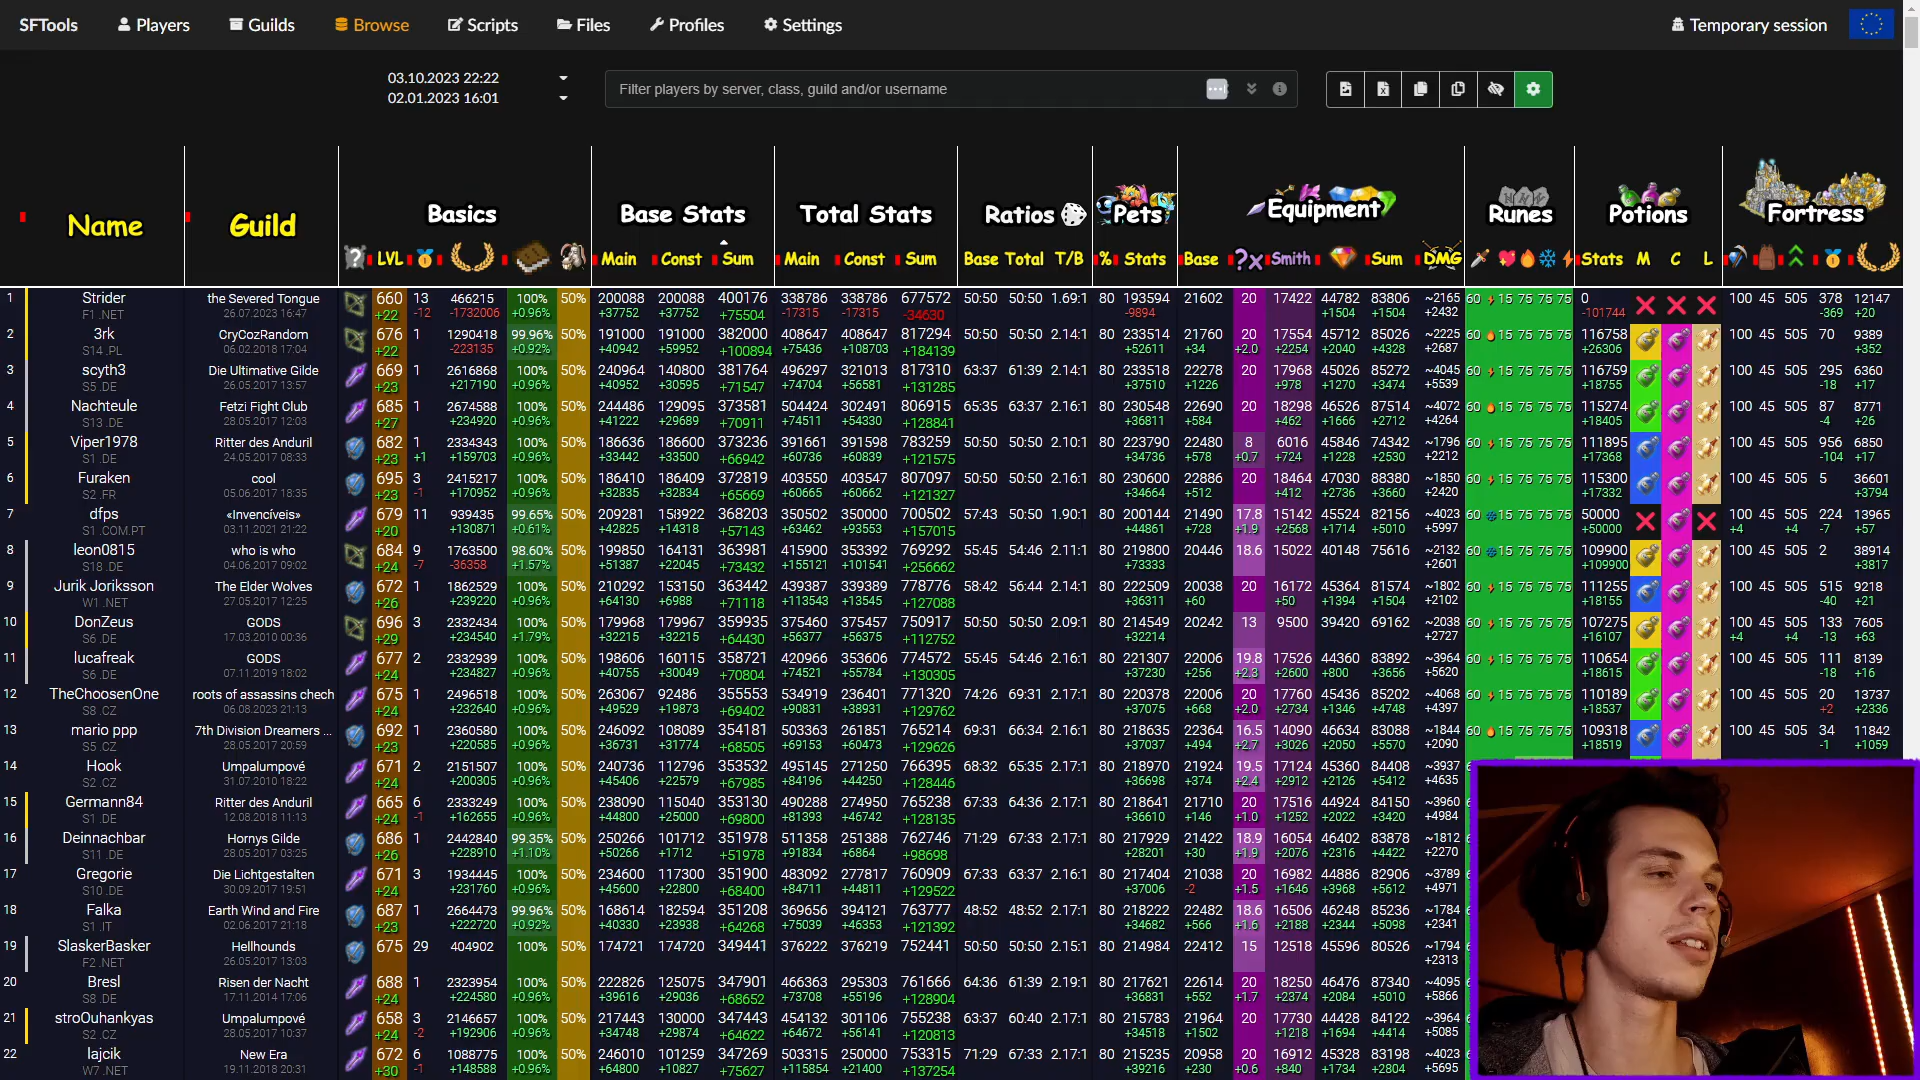 SFTools Players Guilds Browse Scripts Files Profiles Settings Temporary session
03.10.2023 22:22
02.01.2023 16:01
Filter players by server, class, guild and/or username
Name Guild Basics Base Stats Total Stats Ratios Pets Equipment Runes Potions Fortress
LVL Main Const Sum Main Const Sum Base Total T/B % Stats Base ?x Smith Sum DMG Stats M C L
1 Strider the Severed Tongue 660 13 466215 100% 50% 200088 200088 400176 338786 338786 677572 50:50 50:50 1.69:1 80 193594 21602 20 17422 44782 83806 ~2165 60 15 75 75 75 0 100 45 505 378 12147
F1 .NET 26.07.2023 16:47 +22 -12 -1732006 +0.96% +37752 +37752 +75504 -17315 -17315 -34630 -9894 +1504 +1504 ~2432 -101744 -369 +20
2 3rk CryCozRandom 676 1 1290418 99.96% 50% 191000 191000 382000 408647 408647 817294 50:50 50:50 2.14:1 80 233514 21760 20 17554 45712 85026 ~2225 60 15 75 75 75 116758 100 45 505 70 9389
S14 .PL 06.02.2018 17:04 +22 -223135 +0.92% +40942 +59952 +100894 +75436 +108703 +184139 +52611 +34 +2.0 +2254 +2040 +4328 ~2687 +26306 +352
3 scyth3 Die Ultimative Gilde 669 1 2616868 100% 50% 240964 140800 381764 496297 321013 817310 63:37 61:39 2.14:1 80 233518 22278 20 17968 45026 85272 ~4045 60 15 75 75 75 116759 100 45 505 295 6360
S5 .DE 26.05.2017 13:57 +23 +217190 +0.96% +40952 +30595 +71547 +74704 +56581 +131285 +37510 +1226 +978 +1270 +3474 ~5539 +18755 -18 +17
4 Nachteule Fetzi Fight Club 685 1 2674588 100% 50% 244486 129095 373581 504424 302491 806915 65:35 63:37 2.16:1 80 230548 22690 20 18298 46526 87514 ~4072 60 15 75 75 75 115274 100 45 505 87 8771
S13 .DE 28.05.2017 12:03 +27 +234920 +0.96% +41222 +29689 +70911 +74511 +54330 +128841 +36811 +584 +462 +1666 +2712 ~4264 +18405 -4 +26
5 Viper1978 Ritter des Anduril 682 1 2334343 100% 50% 186636 186600 373236 391661 391598 783259 50:50 50:50 2.10:1 80 223790 22480 8 6016 45846 74342 ~1796 60 15 75 75 75 111895 100 45 505 956 6850
S1 .DE 24.05.2017 08:33 +23 +1 +159703 +0.96% +33442 +33500 +66942 +60736 +60839 +121575 +34736 +578 +0.7 +724 +1228 +2530 ~2212 +17368 -104 +17
6 Furaken cool 695 3 2415217 100% 50% 186410 186409 372819 403550 403547 807097 50:50 50:50 2.16:1 80 230600 22886 20 18464 47030 88380 ~1850 60 15 75 75 75 115300 100 45 505 5 36601
S2 .FR 05.06.2017 18:35 +23 -1 +170952 +0.96% +32835 +32834 +65669 +60665 +60662 +121327 +34664 +512 +412 +2736 +3660 ~2420 +17332 +3794
7 dfps «Invencíveis» 679 11 939435 99.65% 50% 209281 158922 368203 350502 350000 700502 57:43 50:50 1.90:1 80 200144 21490 17.8 15142 45524 82156 ~4023 60 15 75 75 75 50000 100 45 505 224 13965
S1 .COM.PT 03.11.2021 21:22 +20 +130871 +0.61% +42825 +14318 +57143 +63462 +93553 +157015 +44861 +728 +1.9 +2568 +1714 +5010 ~5997 +50000 +4 +4 -7 +57
8 leon0815 who is who 684 9 1763500 98.60% 50% 199850 164131 363981 415900 353392 769292 55:45 54:46 2.11:1 80 219800 20446 18.6 15022 40148 75616 ~2132 60 15 75 75 75 109900 100 45 505 2 38914
S18 .DE 04.06.2017 09:02 +24 -7 -36358 +1.57% +51387 +22045 +73432 +155121 +101541 +256662 +73333 ~2601 +109900 +3817
9 Jurik Joriksson The Elder Wolves 672 1 1862529 100% 50% 210292 153150 363442 439387 339389 778776 58:42 56:44 2.14:1 80 222509 20038 20 16172 45364 81574 ~1802 60 15 75 75 75 111255 100 45 505 515 9218
W1 .NET 27.05.2017 12:25 +26 +239220 +0.96% +64130 +6988 +71118 +113543 +13545 +127088 +36311 +60 +50 +1394 +1504 ~2102 +18155 -40 +21
10 DonZeus GODS 696 3 2332434 100% 50% 179968 179967 359935 375460 375457 750917 50:50 50:50 2.09:1 80 214549 20242 13 9500 39420 69162 ~2038 60 15 75 75 75 107275 100 45 505 133 7605
S6 .DE 17.03.2010 00:36 +29 +234540 +1.79% +32215 +32215 +64430 +56377 +56375 +112752 +32214 ~2727 +16107 +4 +4 -13 +63
11 lucafreak GODS 677 2 2332939 100% 50% 198606 160115 358721 420966 353606 774572 55:45 54:46 2.16:1 80 221307 22006 19.8 17526 44360 83892 ~3964 60 15 75 75 75 110654 100 45 505 111 8139
S6 .DE 07.11.2019 18:02 +24 +234827 +0.96% +40755 +30049 +70804 +74521 +55784 +130305 +37230 +256 +2.3 +2600 +800 +3656 ~5620 +18615 -18 +16
12 TheChoosenOne roots of assassins chech 675 1 2496518 100% 50% 263067 92486 355553 534919 236401 771320 74:26 69:31 2.17:1 80 220378 22006 20 17760 45436 85202 ~4068 60 15 75 75 75 110189 100 45 505 20 13737
S8 .CZ 06.08.2023 21:13 +24 +232640 +0.96% +49529 +19873 +69402 +90831 +38931 +129762 +37075 +668 +2.0 +2734 +1346 +4748 ~4397 +18537 +2 +2336
13 mario ppp 7th Division Dreamers ... 692 1 2360580 100% 50% 246092 108089 354181 503363 261851 765214 69:31 66:34 2.16:1 80 218635 22364 16.5 14090 46634 83088 ~1844 60 15 75 75 75 109318 100 45 505 34 11842
S5 .CZ 28.05.2017 20:59 +23 +220585 +0.96% +36731 +31774 +68505 +69153 +60473 +129626 +37037 +494 +2.7 +3026 +2050 +5570 ~2090 +18519 -1 +1059
14 Hook Umpalumpové 671 2 2151507 100% 50% 240736 112796 353532 495145 271250 766395 68:32 65:35 2.17:1 80 218970 21924 19.5 17124 45360 84408 ~3937
S2 .CZ 31.07.2010 18:22 +24 +200305 +0.96% +45406 +22579 +67985 +84196 +44250 +128446 +36698 +374 +2.4 +2912 +2126 +5412 ~4635
15 Germann84 Ritter des Anduril 665 6 2333249 100% 50% 238090 115040 353130 490288 274950 765238 67:33 64:36 2.17:1 80 218641 21710 20 17516 44924 84150 ~3960
S1 .DE 12.08.2018 11:13 +24 -1 +162655 +0.96% +44800 +25000 +69800 +81393 +46742 +128135 +36610 +146 +1.0 +1252 +2022 +3420 ~4984
16 Deinnachbar Hornys Gilde 686 1 2442840 99.35% 50% 250266 101712 351978 511358 251388 762746 71:29 67:33 2.17:1 80 217929 21422 18.9 16054 46402 83878 ~1812
S11 .DE 28.05.2017 03:25 +26 +228910 +1.10% +50266 +1712 +51978 +91834 +6864 +98698 +28201 +30 +1.9 +2076 +2316 +4422 ~2270
17 Gregorie Die Lichtgestalten 671 3 1934445 100% 50% 234600 117300 351900 483092 277817 760909 67:33 63:37 2.16:1 80 217404 21038 20 16982 44886 82906 ~3789
S10 .DE 30.09.2017 19:51 +24 +231760 +0.96% +45600 +22800 +68400 +84711 +44811 +129522 +37006 -2 +1.5 +1646 +3968 +5612 ~4971
18 Falka Earth Wind and Fire 687 1 2664473 99.96% 50% 168614 182594 351208 369656 394121 763777 48:52 48:52 2.17:1 80 218222 22482 18.6 16506 46248 85236 ~1784
S1 .IT 02.06.2017 21:18 +23 +222720 +0.92% +40330 +23938 +64268 +75039 +46353 +121392 +34682 +566 +1.6 +2188 +2344 +5098 ~2341
19 SlaskerBasker Hellhounds 675 29 404902 100% 50% 174721 174720 349441 376222 376219 752441 50:50 50:50 2.15:1 80 214984 22412 15 12518 45596 80526 ~1794
F2 .NET 26.05.2017 13:03 ~2313
20 Bresl Risen der Nacht 688 1 2323954 100% 50% 222826 125075 347901 466363 295303 761666 64:36 61:39 2.19:1 80 217621 22614 20 18250 46476 87340 ~4095
S8 .DE 17.11.2014 17:06 +24 +224580 +0.96% +39616 +29036 +68652 +73708 +55196 +128904 +36831 +552 +1.7 +2374 +2084 +5010 ~5866
21 stroOuhankyas Umpalumpové 658 3 2146657 100% 50% 217443 130000 347443 454132 301106 755238 63:37 60:40 2.17:1 80 215783 21964 20 17730 44428 84122 ~3964
S2 .CZ 28.05.2017 10:37 +24 -2 +192906 +0.96% +34748 +29874 +64622 +64672 +56141 +120813 +34518 +1502 +1218 +1694 +4414 ~5085
22 lajcik New Era 672 6 1088775 100% 50% 246010 101259 347269 503315 250000 753315 71:29 67:33 2.17:1 80 215235 20958 20 16912 45328 83198 ~4023
W7 .NET 19.11.2018 20:31 +30 -1 +148588 +0.96% +64800 +10827 +75627 +115854 +21400 +137254 +39216 +230 +0.6 +840 +1734 +2804 ~5695